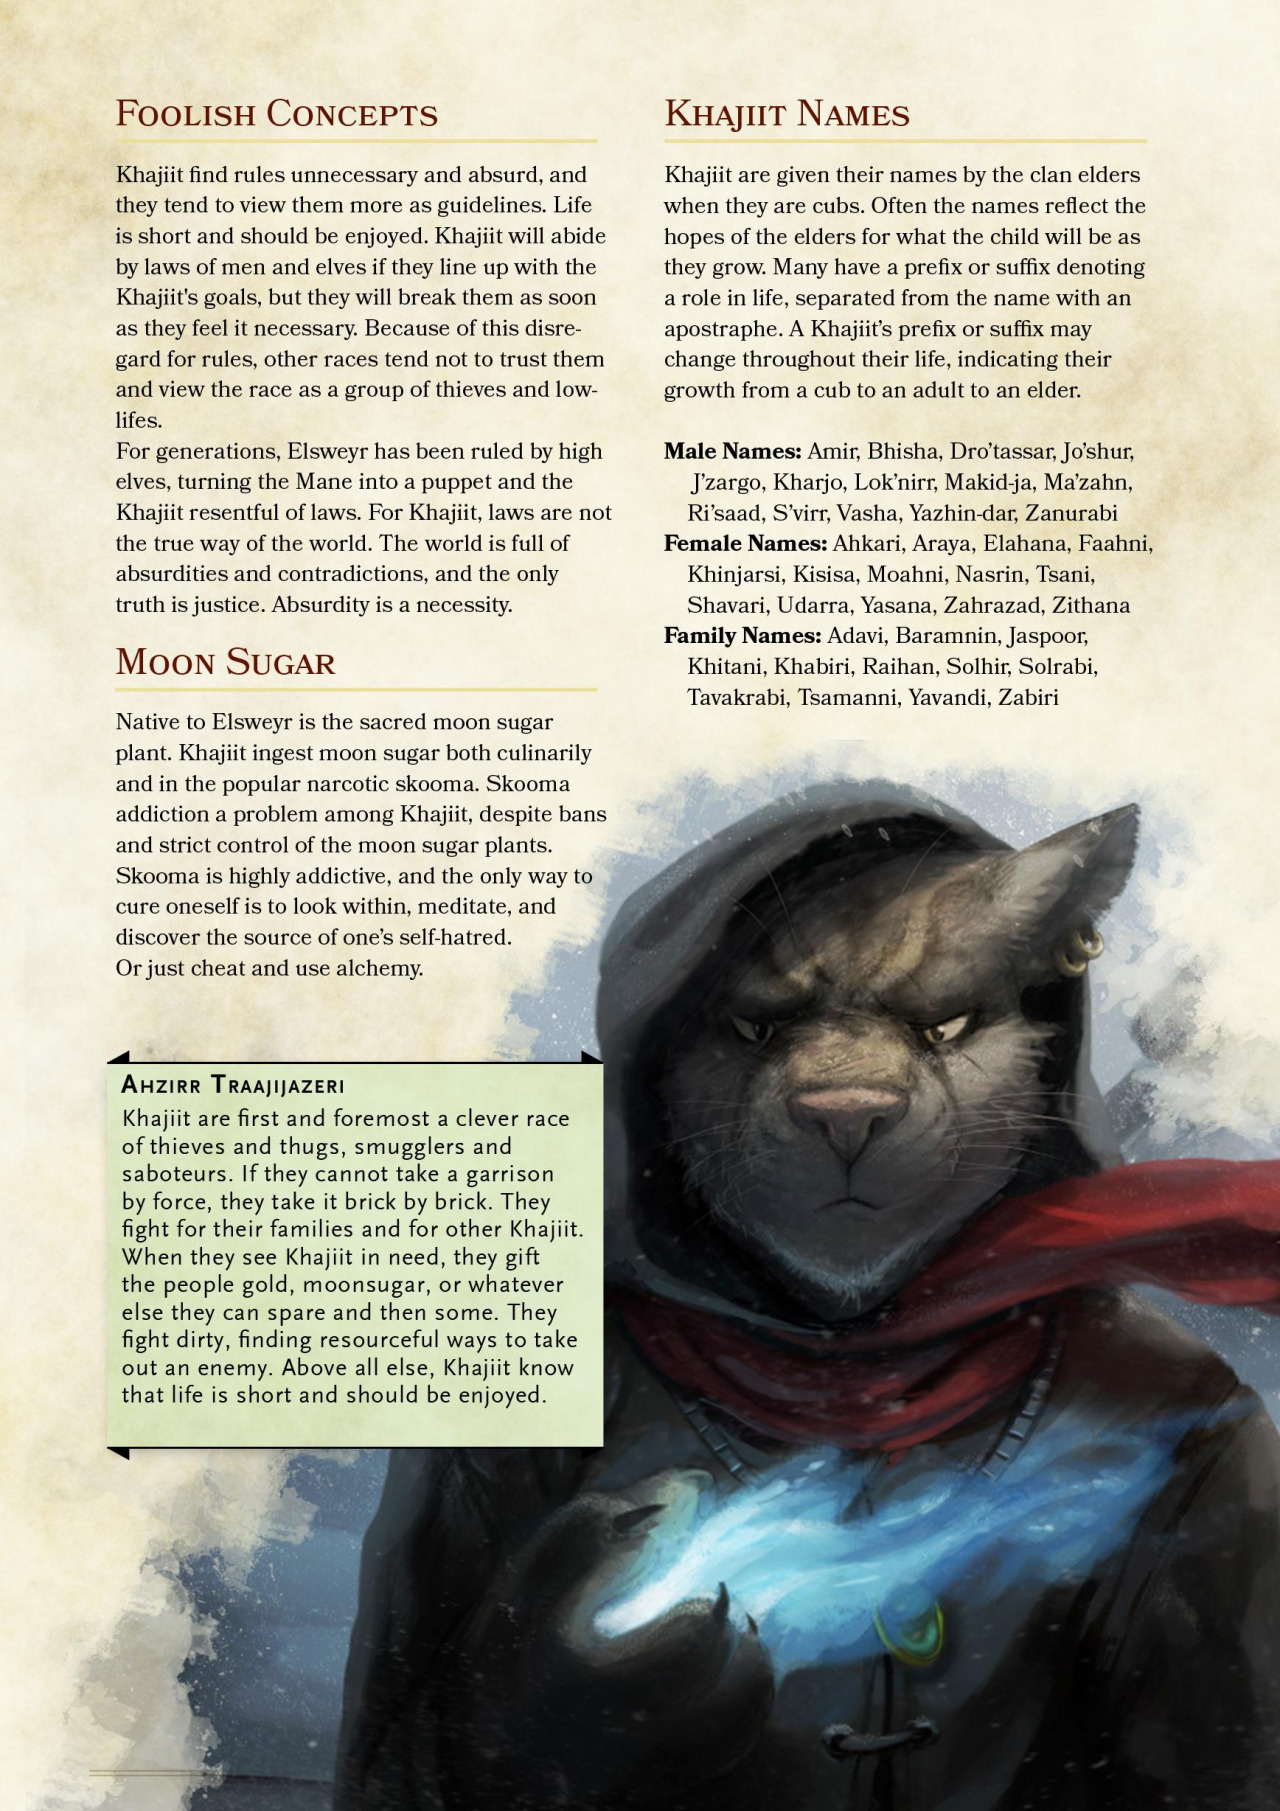 Foolish Concepts
Khajiit find rules unnecessary and absurd, and
they tend to view them more as guidelines. Life
is short and should be enjoyed. Khajiit will abide
by laws of men and elves if they line up with the
Khajiit's goals, but they will break them as soon
as they feel it necessary. Because of this disre-
gard for rules, other races tend not to trust them
and view the race as a group of thieves and low-
lifes.
For generations, Elsweyr has been ruled by high
elves, turning the Mane into a puppet and the
Khajiit resentful of laws. For Khajiit, laws are not
the true way of the world. The world is full of
absurdities and contradictions, and the only
truth is justice. Absurdity is a necessity.
Moon Sugar
Native to Elsweyr is the sacred moon sugar
plant. Khajiit ingest moon sugar both culinarily
and in the popular narcotic skooma. Skooma
addiction a problem among Khajiit, despite bans
and strict control of the moon sugar plants.
Skooma is highly addictive, and the only way to
cure oneself is to look within, meditate, and
discover the source of one's self-hatred.
Or just cheat and use alchemy.
Ahzirr Traajijazeri
Khajiit are first and foremost a clever race
of thieves and thugs, smugglers and
saboteurs. If they cannot take a garrison
by force, they take it brick by brick. They
fight for their families and for other Khajiit.
When they see Khajiit in need, they gift
the people gold, moonsugar, or whatever
else they can spare and then some. They
fight dirty, finding resourceful ways to take
out an enemy. Above all else, Khajiit know
that life is short and should be enjoyed.
Khajiit Names
Khajiit are given their names by the clan elders
when they are cubs. Often the names reflect the
hopes of the elders for what the child will be as
they grow. Many have a prefix or suffix denoting
a role in life, separated from the name with an
apostraphe. A Khajiit's prefix or suffix may
change throughout their life, indicating their
growth from a cub to an adult to an elder.
Male Names: Amir, Bhisha, Dro'tassar, Jo'shur,
J'zargo, Kharjo, Lok'nirr, Makid-ja, Ma'zahn,
Ri'saad, S'virr, Vasha, Yazhin-dar, Zanurabi
Female Names: Ahkari, Araya, Elahana, Faahni,
Khinjarsi, Kisisa, Moahni, Nasrin, Tsani,
Shavari, Udarra, Yasana, Zahrazad, Zithana
Family Names: Adavi, Baramnin, Jaspoor,
Khitani, Khabiri, Raihan, Solhir, Solrabi,
Tavakrabi, Tsamanni, Yavandi, Zabiri